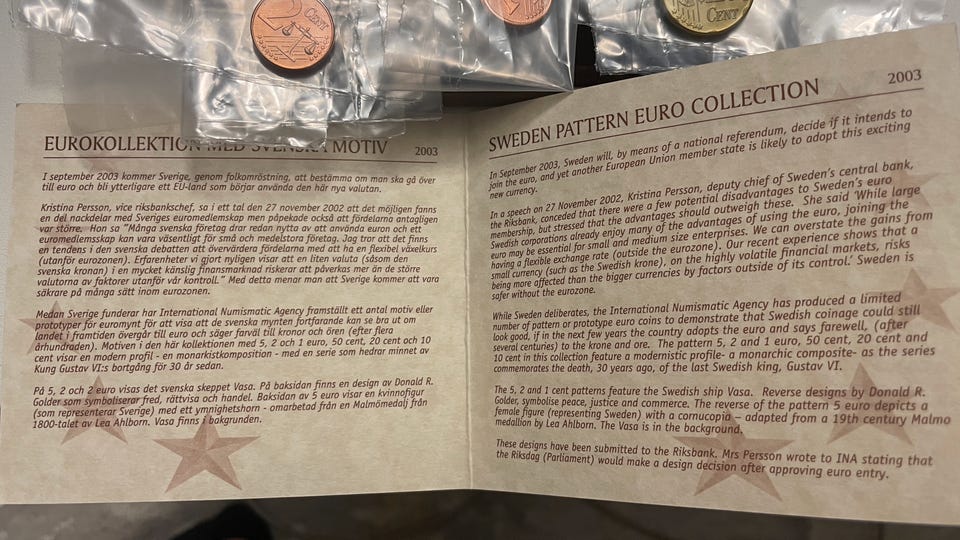 2
CENT
CENT
EUROKOLLEKTION MED SVENSKA MOTIV
2003
I september 2003 kommer Sverige, genom folkomröstning, att bestämma om man ska gå över
till euro och bli ytterligare ett EU-land som börjar använda den här nya valutan.
Kristina Persson, vice riksbankschef, sa i ett tal den 27 november 2002 att det möjligen fanns
en del nackdelar med Sveriges euromedlemskap men påpekade också att fördelarna antagligen
var större. Hon sa "Många svenska företag drar redan nytta av att använda euron och ett
euromedlemsskap kan vara väsentligt för små och medelstora företag. Jag tror att det finns
en tendens i den svenska debatten att övervärdera fördelarna med att ha en flexibel växelkurs
(utanför eurozonen). Erfarenheter vi gjort nyligen visar att en liten valuta (såsom den
svenska kronan) i en mycket känslig finansmarknad riskerar att påverkas mer än de större
valutorna av faktorer utanför vår kontroll." Med detta menar man att Sverige kommer att vara
säkrare på många sätt inom eurozonen.
Medan Sverige funderar har International Numismatic Agency framställt ett antal motiv eller
prototyper för euromynt för att visa att de svenska mynten fortfarande kan se bra ut om
landet i framtiden övergår till euro och säger farväl till kronor och ören (efter flera
århundraden). Motiven i den här kollektionen med 5, 2 och 1 euro, 50 cent, 20 cent och 10
cent visar en modern profil - en monarkistkomposition - med en serie som hedrar minnet av
Kung Gustav VI:s bortgång för 30 år sedan.
På 5, 2 och 2 euro visas det svenska skeppet Vasa. På baksidan finns en design av Donald R.
Golder som symboliserar fred, rättvisa och handel. Baksidan av 5 euro visar en kvinnofigur
(som representerar Sverige) med ett ymnighetshorn - omarbetad från en Malmömedalj från
1800-talet av Lea Ahlborn. Vasa finns i bakgrunden.
SWEDEN PATTERN EURO COLLECTION
2003
In September 2003, Sweden will, by means of a national referendum, decide if it intends to
join the euro, and yet another European Union member state is likely to adopt this exciting
new currency.
In a speech on 27 November 2002, Kristina Persson, deputy chief of Sweden's central bank,
the Riksbank, conceded that there were a few potential disadvantages to Sweden's euro
membership, but stressed that the advantages should outweigh these. She said 'While large
Swedish corporations already enjoy many of the advantages of using the euro, joining the
euro may be essential for small and medium size enterprises. We can overstate the gains from
having a flexible exchange rate (outside the eurozone). Our recent experience shows that a
small currency (such as the Swedish krone), on the highly volatile financial markets, risks
being more affected than the bigger currencies by factors outside of its control.' Sweden is
safer without the eurozone.
While Sweden deliberates, the International Numismatic Agency has produced a limited
number of pattern or prototype euro coins to demonstrate that Swedish coinage could still
look good, if in the next few years the country adopts the euro and says farewell, (after
several centuries) to the krone and ore. The pattern 5, 2 and 1 euro, 50 cent, 20 cent and
10 cent in this collection feature a modernistic profile- a monarchic composite- as the series
commemorates the death, 30 years ago, of the last Swedish king, Gustav VI.
The 5, 2 and 1 cent patterns feature the Swedish ship Vasa. Reverse designs by Donald R.
Golder, symbolise peace, justice and commerce. The reverse of the pattern 5 euro depicts a
female figure (representing Sweden) with a cornucopia – adapted from a 19th century Malmo
medallion by Lea Ahlborn. The Vasa is in the background.
These designs have been submitted to the Riksbank. Mrs Persson wrote to INA stating that
the Riksdag (Parliament) would make a design decision after approving euro entry.